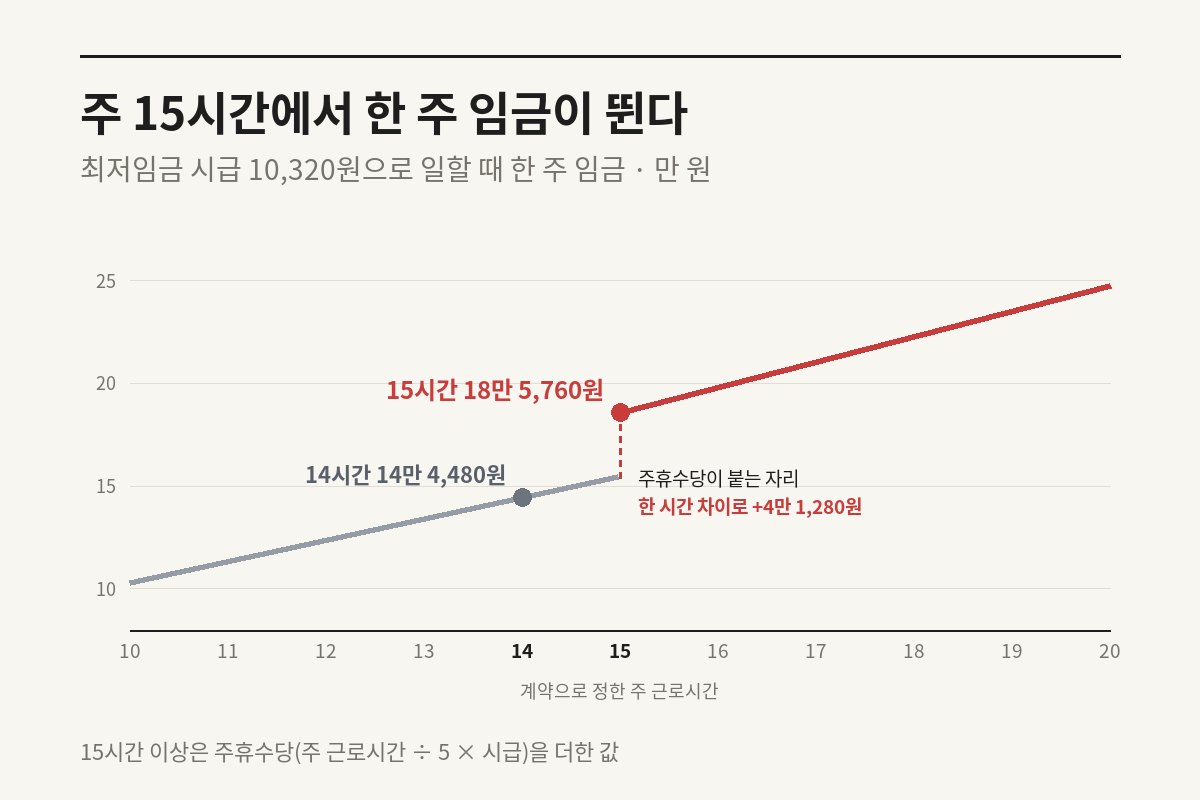 주 15시간에서 한 주 임금이 뛴다
최저임금 시급 10,320원으로 일할 때 한 주 임금 · 만 원
25
20
15시간 18만 5,760원
14시간 14만 4,480원
15
주휴수당이 붙는 자리
한 시간 차이로 +4만 1,280원
10
10 11 12 13 14 15 16 17 18 19 20
계약으로 정한 주 근로시간
15시간 이상은 주휴수당(주 근로시간 ÷ 5 × 시급)을 더한 값